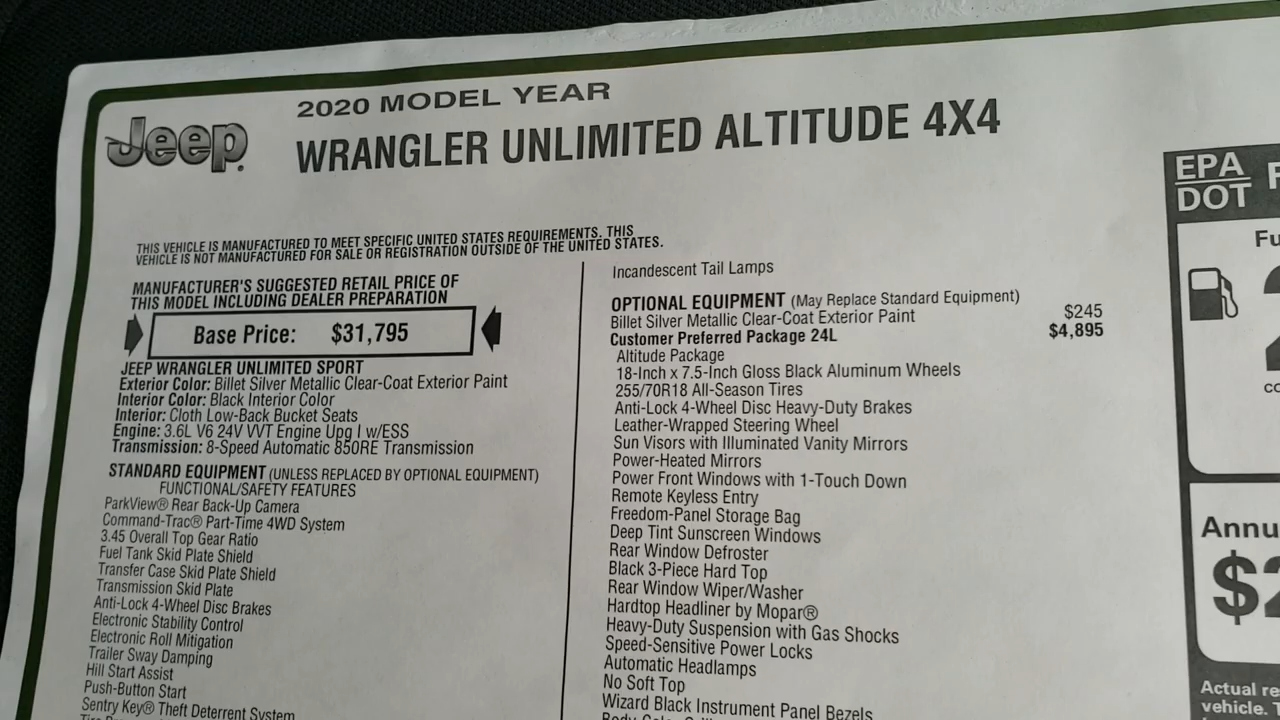 Jeep
2020 MODEL YEAR
WRANGLER UNLIMITED ALTITUDE 4X4
THIS VEHICLE IS MANUFACTURED TO MEET SPECIFIC UNITED STATES REQUIREMENTS. THIS
VEHICLE IS NOT MANUFACTURED FOR SALE OR REGISTRATION OUTSIDE OF THE UNITED STATES.
MANUFACTURER'S SUGGESTED RETAIL PRICE OF
THIS MODEL INCLUDING DEALER PREPARATION
Base Price: $31,795
JEEP WRANGLER UNLIMITED SPORT
Exterior Color: Billet Silver Metallic Clear-Coat Exterior Paint
Interior Color: Black Interior Color
Interior: Cloth Low-Back Bucket Seats
Engine: 3.6L V6 24V VVT Engine Upg I w/ESS
Transmission: 8-Speed Automatic 850RE Transmission
STANDARD EQUIPMENT (UNLESS REPLACED BY OPTIONAL EQUIPMENT)
FUNCTIONAL/SAFETY FEATURES
ParkView® Rear Back-Up Camera
Command-Trac® Part-Time 4WD System
3.45 Overall Top Gear Ratio
Fuel Tank Skid Plate Shield
Transfer Case Skid Plate Shield
Transmission Skid Plate
Anti-Lock 4-Wheel Disc Brakes
Electronic Stability Control
Electronic Roll Mitigation
Trailer Sway Damping
Hill Start Assist
Push-Button Start
Sentry Key® Theft Deterrent System
Incandescent Tail Lamps
OPTIONAL EQUIPMENT (May Replace Standard Equipment)
Billet Silver Metallic Clear-Coat Exterior Paint $245
Customer Preferred Package 24L $4,895
Altitude Package
18-Inch x 7.5-Inch Gloss Black Aluminum Wheels
255/70R18 All-Season Tires
Anti-Lock 4-Wheel Disc Heavy-Duty Brakes
Leather-Wrapped Steering Wheel
Sun Visors with Illuminated Vanity Mirrors
Power-Heated Mirrors
Power Front Windows with 1-Touch Down
Remote Keyless Entry
Freedom-Panel Storage Bag
Deep Tint Sunscreen Windows
Rear Window Defroster
Black 3-Piece Hard Top
Rear Window Wiper/Washer
Hardtop Headliner by Mopar®
Heavy-Duty Suspension with Gas Shocks
Speed-Sensitive Power Locks
Automatic Headlamps
No Soft Top
Wizard Black Instrument Panel Bezels
EPA
DOT
Fu
2
Annu
$2
Actual re
vehicle. T